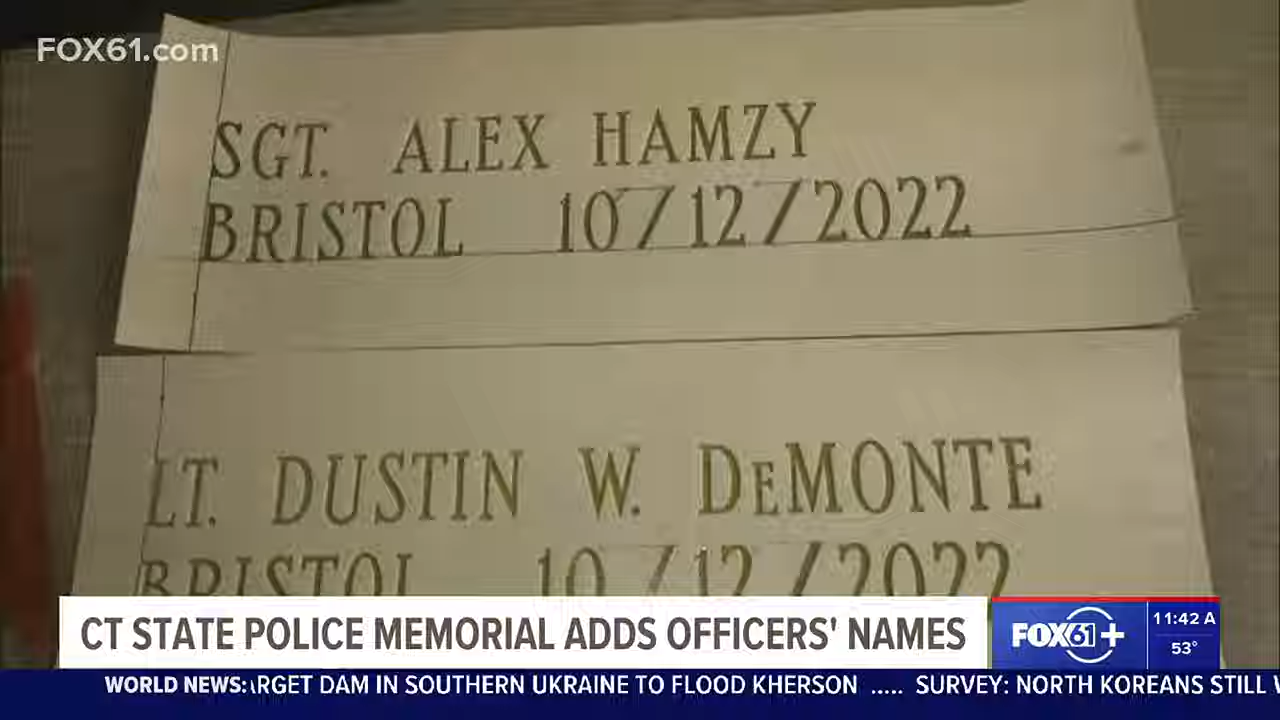 FOX61.com
SGT. ALEX HAMZY
BRISTOL 10/12/2022
LT. DUSTIN W. DeMONTE
BRISTOL 10/12/2022
CT STATE POLICE MEMORIAL ADDS OFFICERS' NAMES
FOX61+
11:42 A
53°
WORLD NEWS: RGET DAM IN SOUTHERN UKRAINE TO FLOOD KHERSON ..... SURVEY: NORTH KOREANS STILL